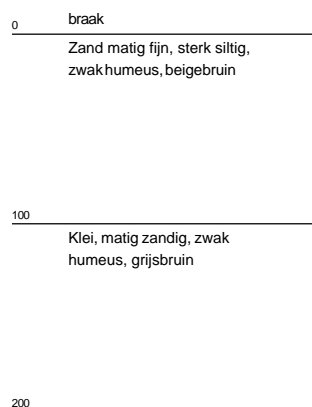 0 braak
Zand matig fijn, sterk siltig,
zwak humeus, beigebruin
100
Klei, matig zandig, zwak
humeus, grijsbruin
200